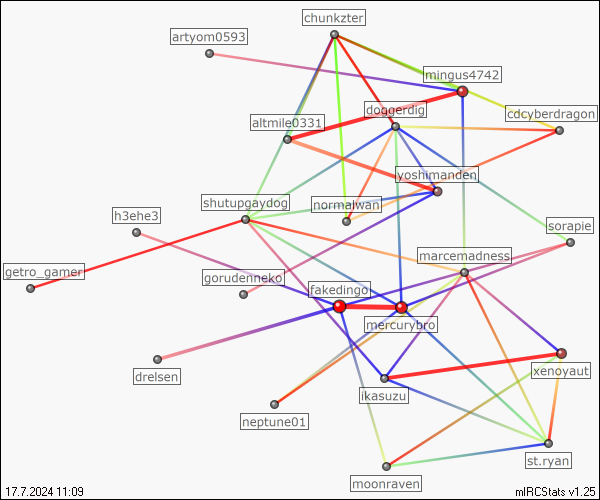 chunkzter
artyom0593
mingus4742
doggerdig
cdcyberdragon
altmile0331
yoshimanden
shutupgaydog
normalwan
h3ehe3
sorapie
marcemadness
getro_gamer
gorudenneko
fakedingo
mercurybro
xenoyaut
drelsen
ikasuzu
neptune01
st.ryan
moonraven
17.7.2024 11:09
mIRCStats v1.25